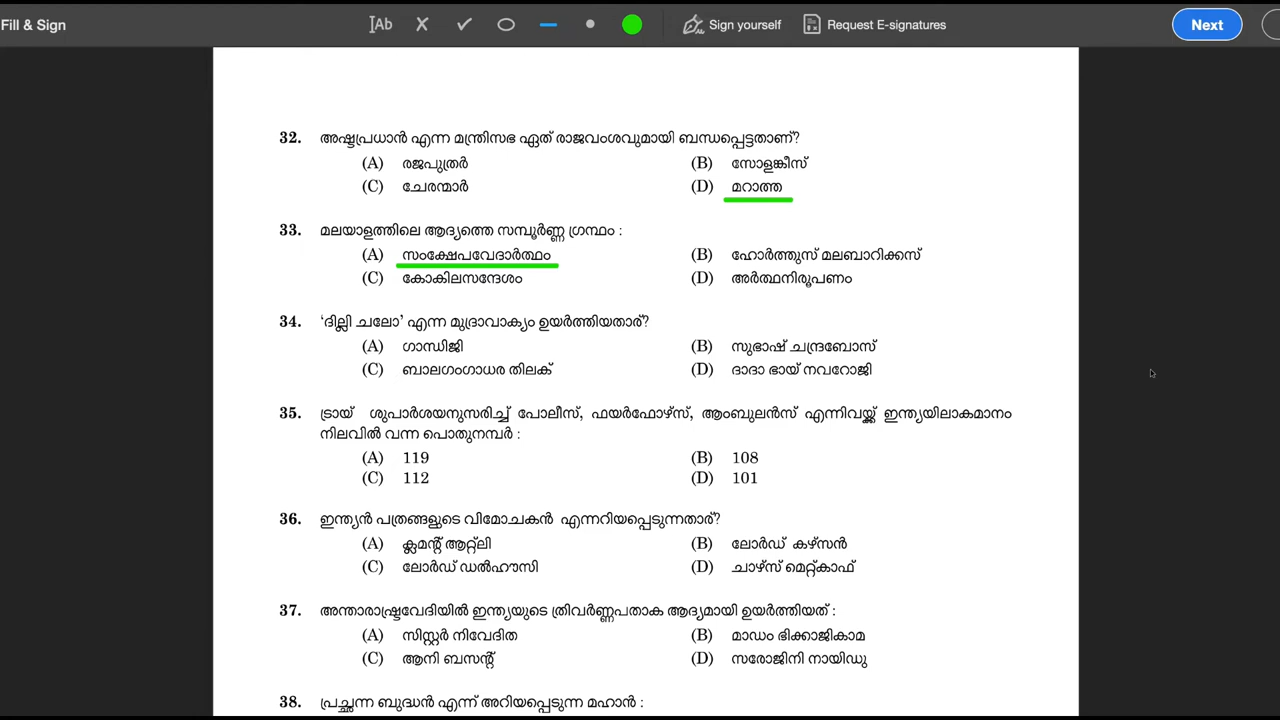 Fill & Sign
Ab
Sign yourself
Request E-signatures
Next
32. അഷ്ടപ്രധാൻ എന്ന മന്ത്രിസഭ ഏത് രാജവംശവുമായി ബന്ധപ്പെട്ടതാണ്?
(A) രജപുത്രർ (B) സോളങ്കീസ്
(C) ചേരന്മാർ (D) മറാത്ത
33. മലയാളത്തിലെ ആദ്യത്തെ സമ്പൂർണ്ണ ഗ്രന്ഥം :
(A) സംക്ഷേപവേദാർത്ഥം (B) ഹോർത്തുസ് മലബാറിക്കസ്
(C) കോകിലസന്ദേശം (D) അർത്ഥനിരൂപണം
34. ‘ദില്ലി ചലോ’ എന്ന മുദ്രാവാക്യം ഉയർത്തിയതാര്?
(A) ഗാന്ധിജി (B) സുഭാഷ് ചന്ദ്രബോസ്
(C) ബാലഗംഗാധര തിലക് (D) ദാദാ ഭായ് നവറോജി
35. ട്രായ് ശുപാർശയനുസരിച്ച് പോലീസ്, ഫയർഫോഴ്സ്, ആംബുലൻസ് എന്നിവയ്ക്ക് ഇന്ത്യയിലാകമാനം
നിലവിൽ വന്ന പൊതുനമ്പർ :
(A) 119 (B) 108
(C) 112 (D) 101
36. ഇന്ത്യൻ പത്രങ്ങളുടെ വിമോചകൻ എന്നറിയപ്പെടുന്നതാര്?
(A) ക്ലമന്റ് ആറ്റ്ലി (B) ലോർഡ് കഴ്സൻ
(C) ലോർഡ് ഡൽഹൗസി (D) ചാഴ്സ് മെറ്റ്കാഫ്
37. അന്താരാഷ്ട്രവേദിയിൽ ഇന്ത്യയുടെ ത്രിവർണ്ണപതാക ആദ്യമായി ഉയർത്തിയത് :
(A) സിസ്റ്റർ നിവേദിത (B) മാഡം ഭിക്കാജികാമ
(C) ആനി ബസന്റ് (D) സരോജിനി നായിഡു
38. പ്രച്ഛന്ന ബുദ്ധൻ എന്ന് അറിയപ്പെടുന്ന മഹാൻ :